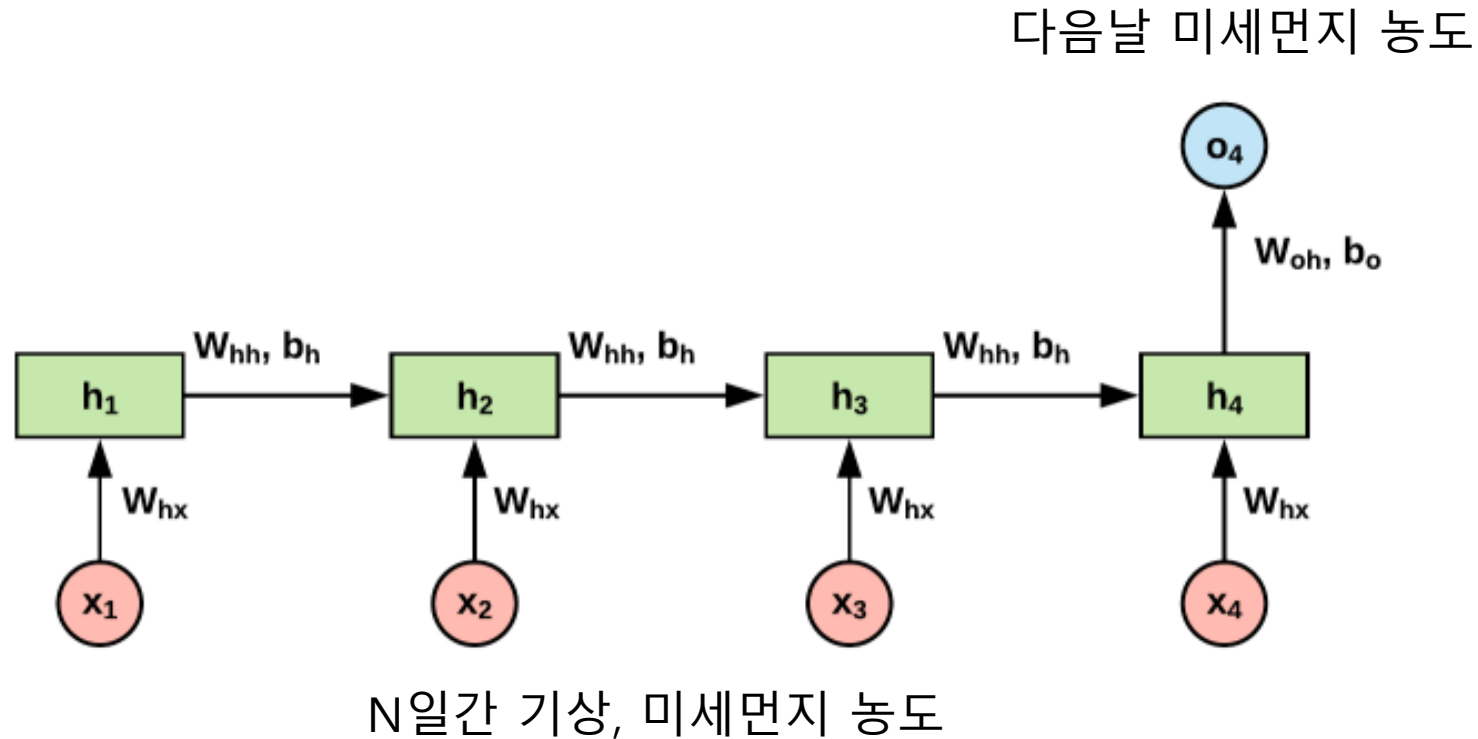 다음날 미세먼지 농도
o₄
Wₒₕ, bₒ
Wₕₕ, bₕ Wₕₕ, bₕ Wₕₕ, bₕ
h₁ h₂ h₃ h₄
Wₕₓ Wₕₓ Wₕₓ Wₕₓ
x₁ x₂ x₃ x₄
N일간 기상, 미세먼지 농도